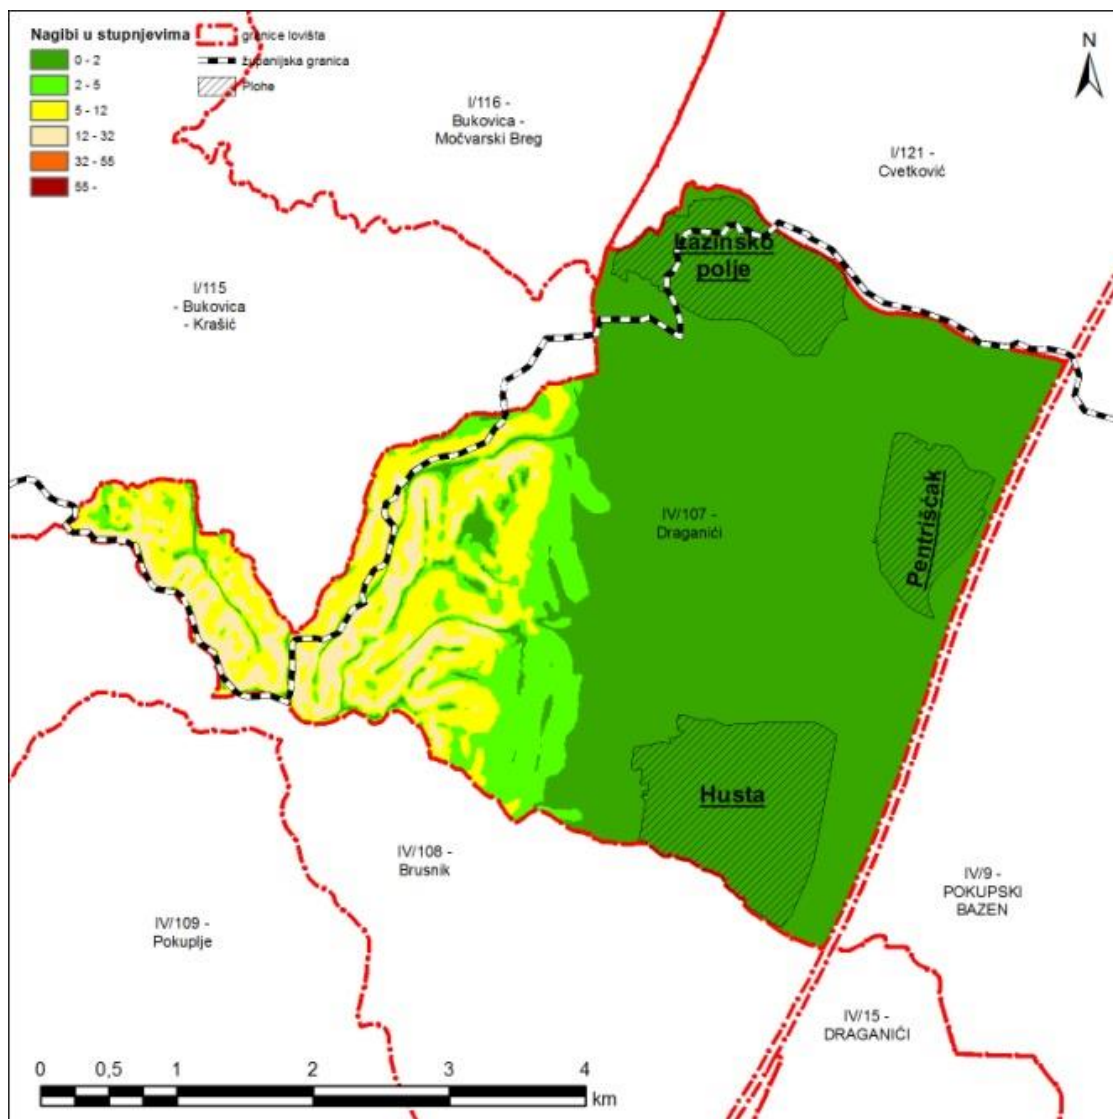 Nagibi u stupnjevima
0 - 2
2 - 5
5 - 12
12 - 32
32 - 55
55 -
granice lovišta
županijska granica
Plohe
N
I/116 -
Bukovica -
Močvarski Breg
I/121 -
Cvetković
I/115
- Bukovica
- Krašić
Lazinsko
polje
IV/107 -
Draganići
Pentrišćak
Husta
IV/108 -
Brusnik
IV/109 -
Pokuplje
IV/9 -
POKUPSKI
BAZEN
IV/15 -
DRAGANIĆI
0 0,5 1 2 3 4
km